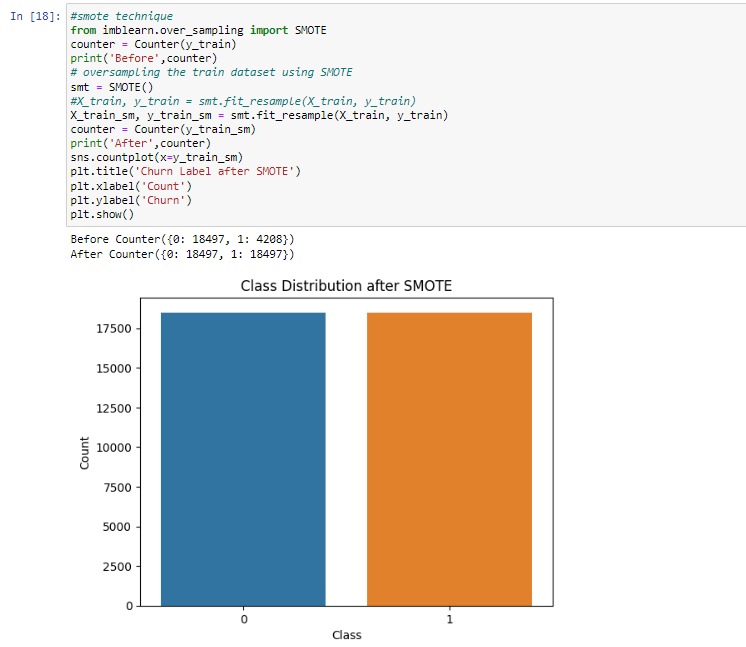 In [18]:
#smote technique
from imblearn.over_sampling import SMOTE
counter = Counter(y_train)
print('Before',counter)
# oversampling the train dataset using SMOTE
smt = SMOTE()
#X_train, y_train = smt.fit_resample(X_train, y_train)
X_train_sm, y_train_sm = smt.fit_resample(X_train, y_train)
counter = Counter(y_train_sm)
print('After',counter)
sns.countplot(x=y_train_sm)
plt.title('Churn Label after SMOTE')
plt.xlabel('Count')
plt.ylabel('Churn')
plt.show()
Before Counter({0: 18497, 1: 4208})
After Counter({0: 18497, 1: 18497})
Class Distribution after SMOTE
17500
15000
12500
10000
7500
5000
2500
0
Count
0 1
Class